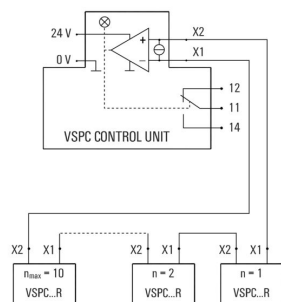 24 V
X2
0 V
X1
12
11
14
VSPC CONTROL UNIT
X2 X1 X2 X1 X2 X1
nmax = 10 n = 2 n = 1
VSPC...R VSPC...R VSPC...R